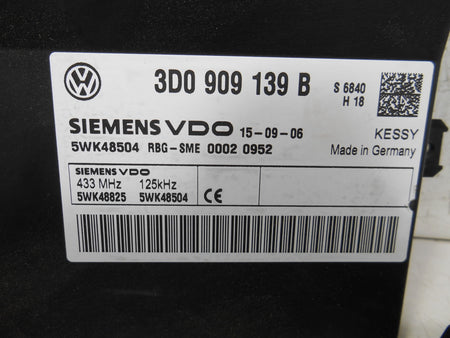 3D0 909 139 B
S 6840
H 18
SIEMENS VDO 15-09-06
KESSY
5WK48504 RBG-SME 0002 0952
Made in Germany
SIEMENS VDO
433 MHz 125kHz
5WK48825 5WK48504
CE